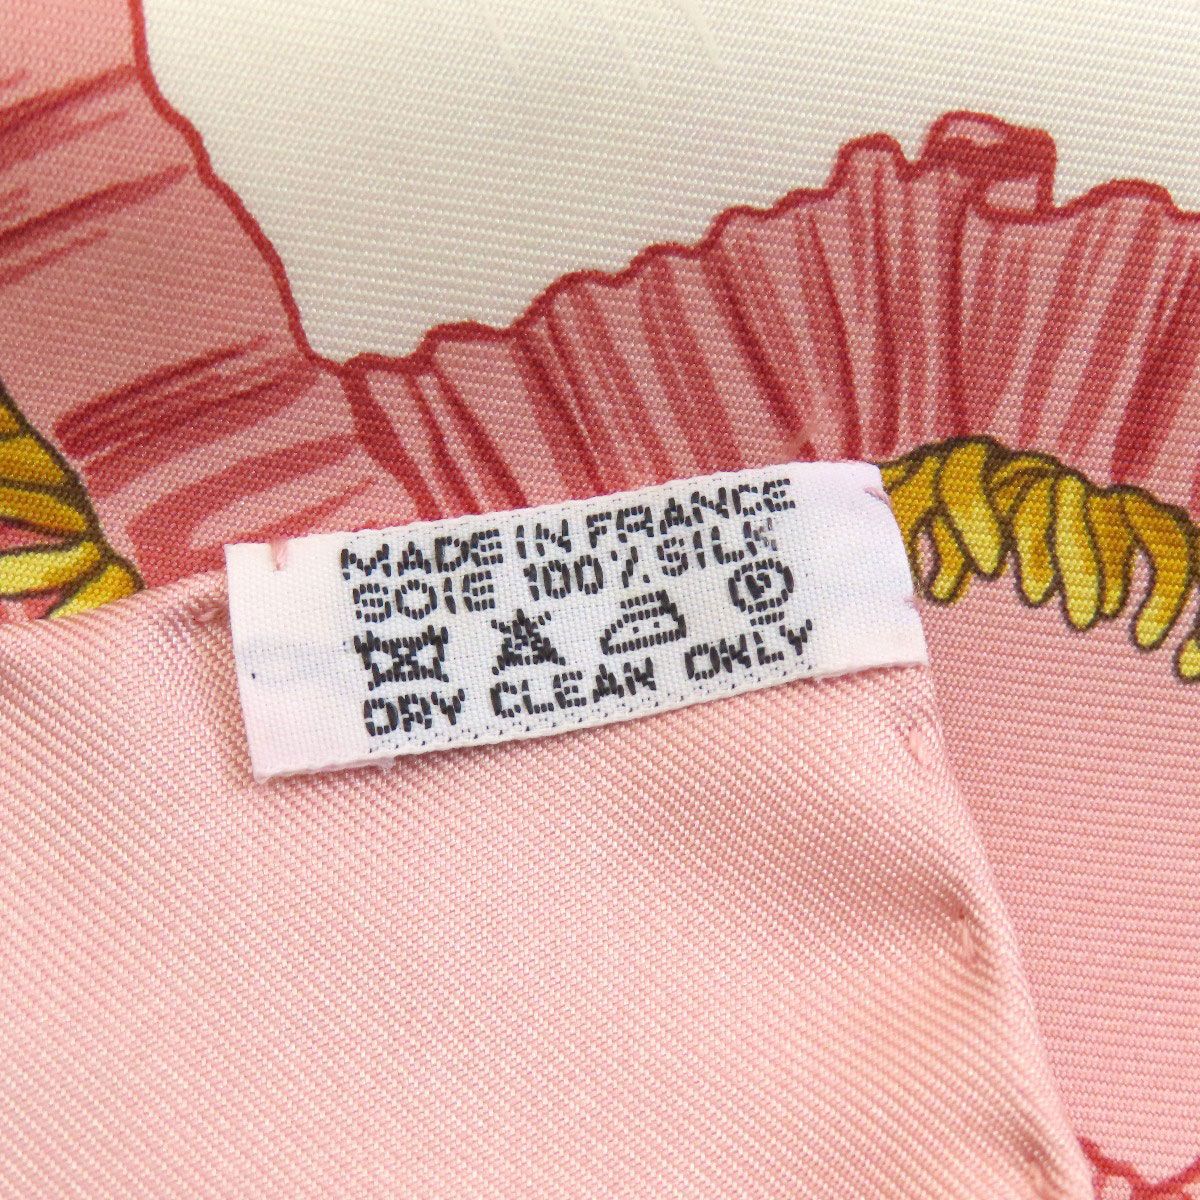 MADE IN FRANCE
SOIE 100% SILK
P
DRY CLEAN ONLY